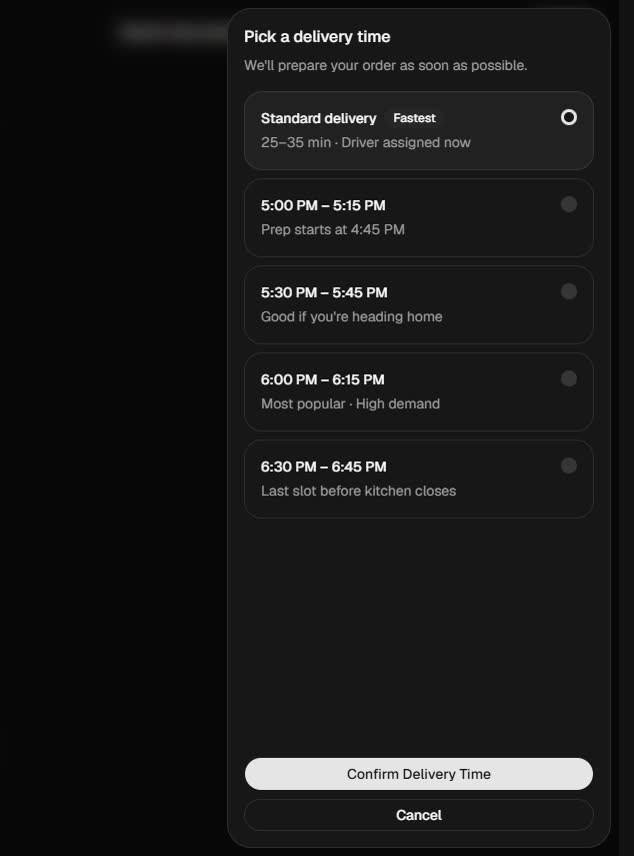 Pick a delivery time
We'll prepare your order as soon as possible.
Standard delivery Fastest
25–35 min · Driver assigned now
5:00 PM – 5:15 PM
Prep starts at 4:45 PM
5:30 PM – 5:45 PM
Good if you're heading home
6:00 PM – 6:15 PM
Most popular · High demand
6:30 PM – 6:45 PM
Last slot before kitchen closes
Confirm Delivery Time
Cancel